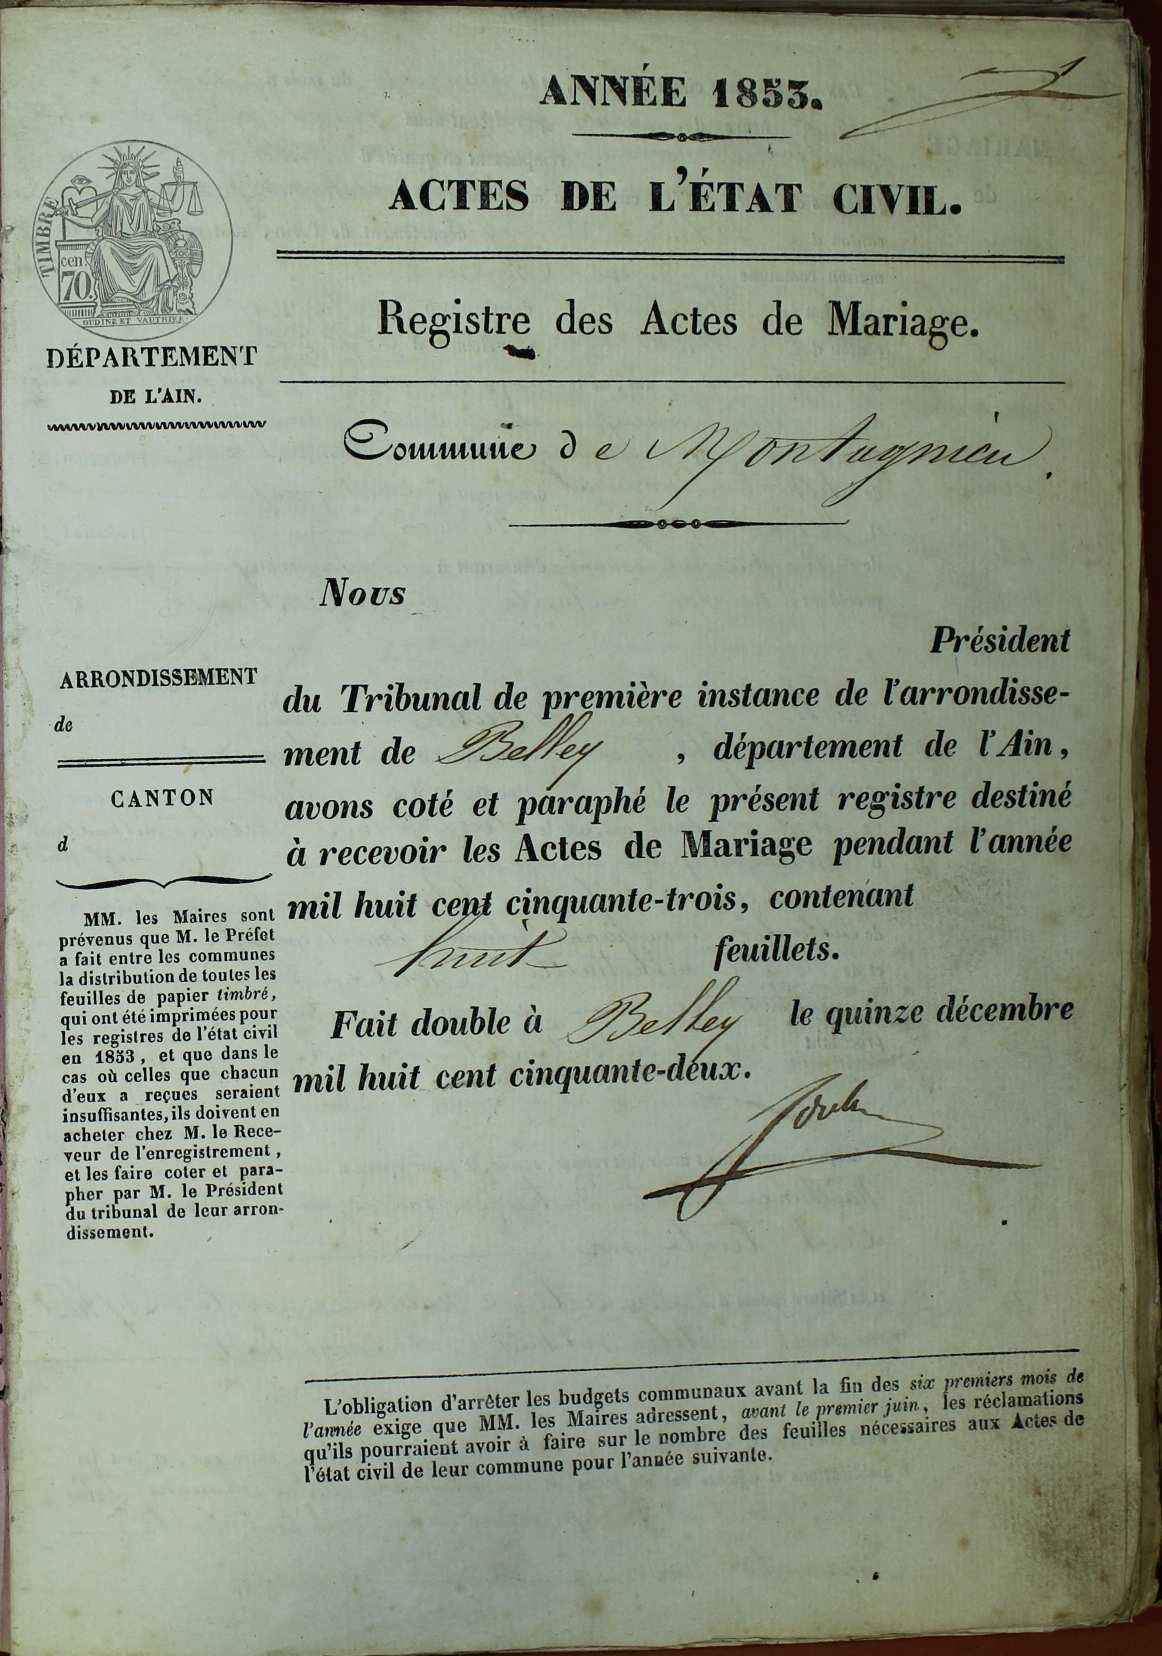 ANNÉE 1853.
ACTES DE L'ÉTAT CIVIL.
Registre des Actes de Mariage.
TIMBRE
cen.
70.
OUDINÉ ET VAUTHIER.
DÉPARTEMENT
DE L'AIN.
Commune de Montagnieu.
Nous
Président
du Tribunal de première instance de l'arrondisse-
ment de Belley, département de l'Ain,
avons coté et paraphé le présent registre destiné
à recevoir les Actes de Mariage pendant l'année
mil huit cent cinquante-trois, contenant
huit feuillets.
Fait double à Belley le quinze décembre
mil huit cent cinquante-deux.
ARRONDISSEMENT
de
CANTON
d
MM. les Maires sont
prévenus que M. le Préfet
a fait entre les communes
la distribution de toutes les
feuilles de papier timbré,
qui ont été imprimées pour
les registres de l'état civil
en 1853, et que dans le
cas où celles que chacun
d'eux a reçues seraient
insuffisantes, ils doivent en
acheter chez M. le Rece-
veur de l'enregistrement,
et les faire coter et para-
pher par M. le Président
du tribunal de leur arron-
dissement.
L'obligation d'arrêter les budgets communaux avant la fin des six premiers mois de
l'année exige que MM. les Maires adressent, avant le premier juin, les réclamations
qu'ils pourraient avoir à faire sur le nombre des feuilles nécessaires aux Actes de
l'état civil de leur commune pour l'année suivante.